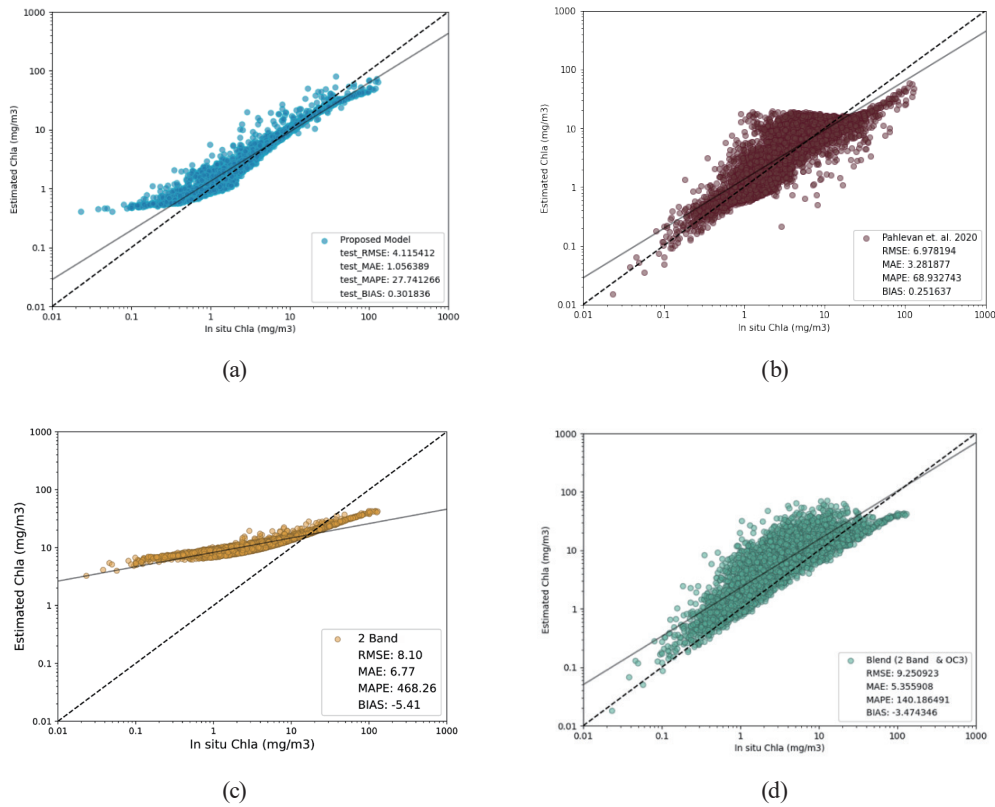 1000
100
10
1
0.1
0.01
Estimated Chla (mg/m3)
Proposed Model
test_RMSE: 4.115412
test_MAE: 1.056389
test_MAPE: 27.741266
test_BIAS: 0.301836
0.01 0.1 1 10 100 1000
In situ Chla (mg/m3)
(a)
1000
100
10
1
0.1
0.01
Estimated Chla (mg/m3)
Pahlevan et. al. 2020
RMSE: 6.978194
MAE: 3.281877
MAPE: 68.932743
BIAS: 0.251637
0.01 0.1 1 10 100 1000
In situ Chla (mg/m3)
(b)
1000
100
10
1
0.1
0.01
Estimated Chla (mg/m3)
2 Band
RMSE: 8.10
MAE: 6.77
MAPE: 468.26
BIAS: -5.41
0.01 0.1 1 10 100 1000
In situ Chla (mg/m3)
(c)
1000
100
10
1
0.1
0.01
Estimated Chla (mg/m3)
Blend (2 Band & OC3)
RMSE: 9.250923
MAE: 5.355908
MAPE: 140.186491
BIAS: -3.474346
0.01 0.1 1 10 100 1000
In situ Chla (mg/m3)
(d)